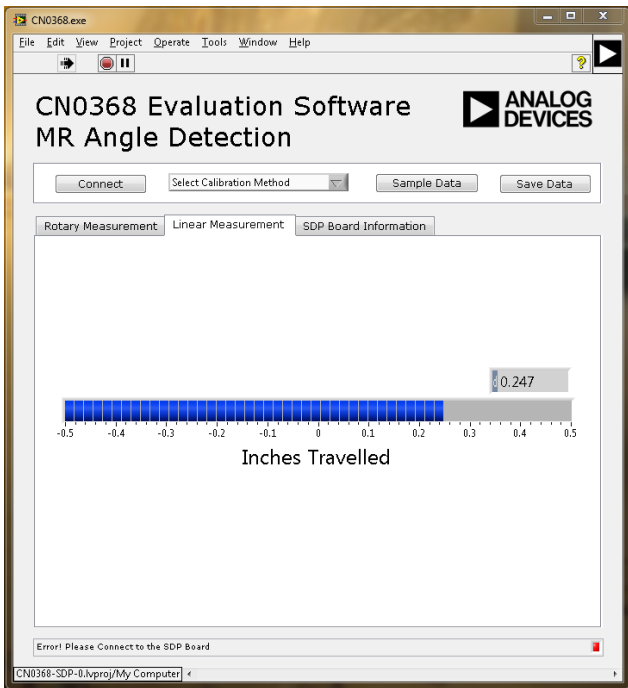 CN0368.exe
File Edit View Project Operate Tools Window Help
?
CN0368 Evaluation Software
MR Angle Detection
ANALOG
DEVICES
Connect Select Calibration Method Sample Data Save Data
Rotary Measurement Linear Measurement SDP Board Information
d 0.247
-0.5 -0.4 -0.3 -0.2 -0.1 0 0.1 0.2 0.3 0.4 0.5
Inches Travelled
Error! Please Connect to the SDP Board
CN0368-SDP-0.lvproj/My Computer